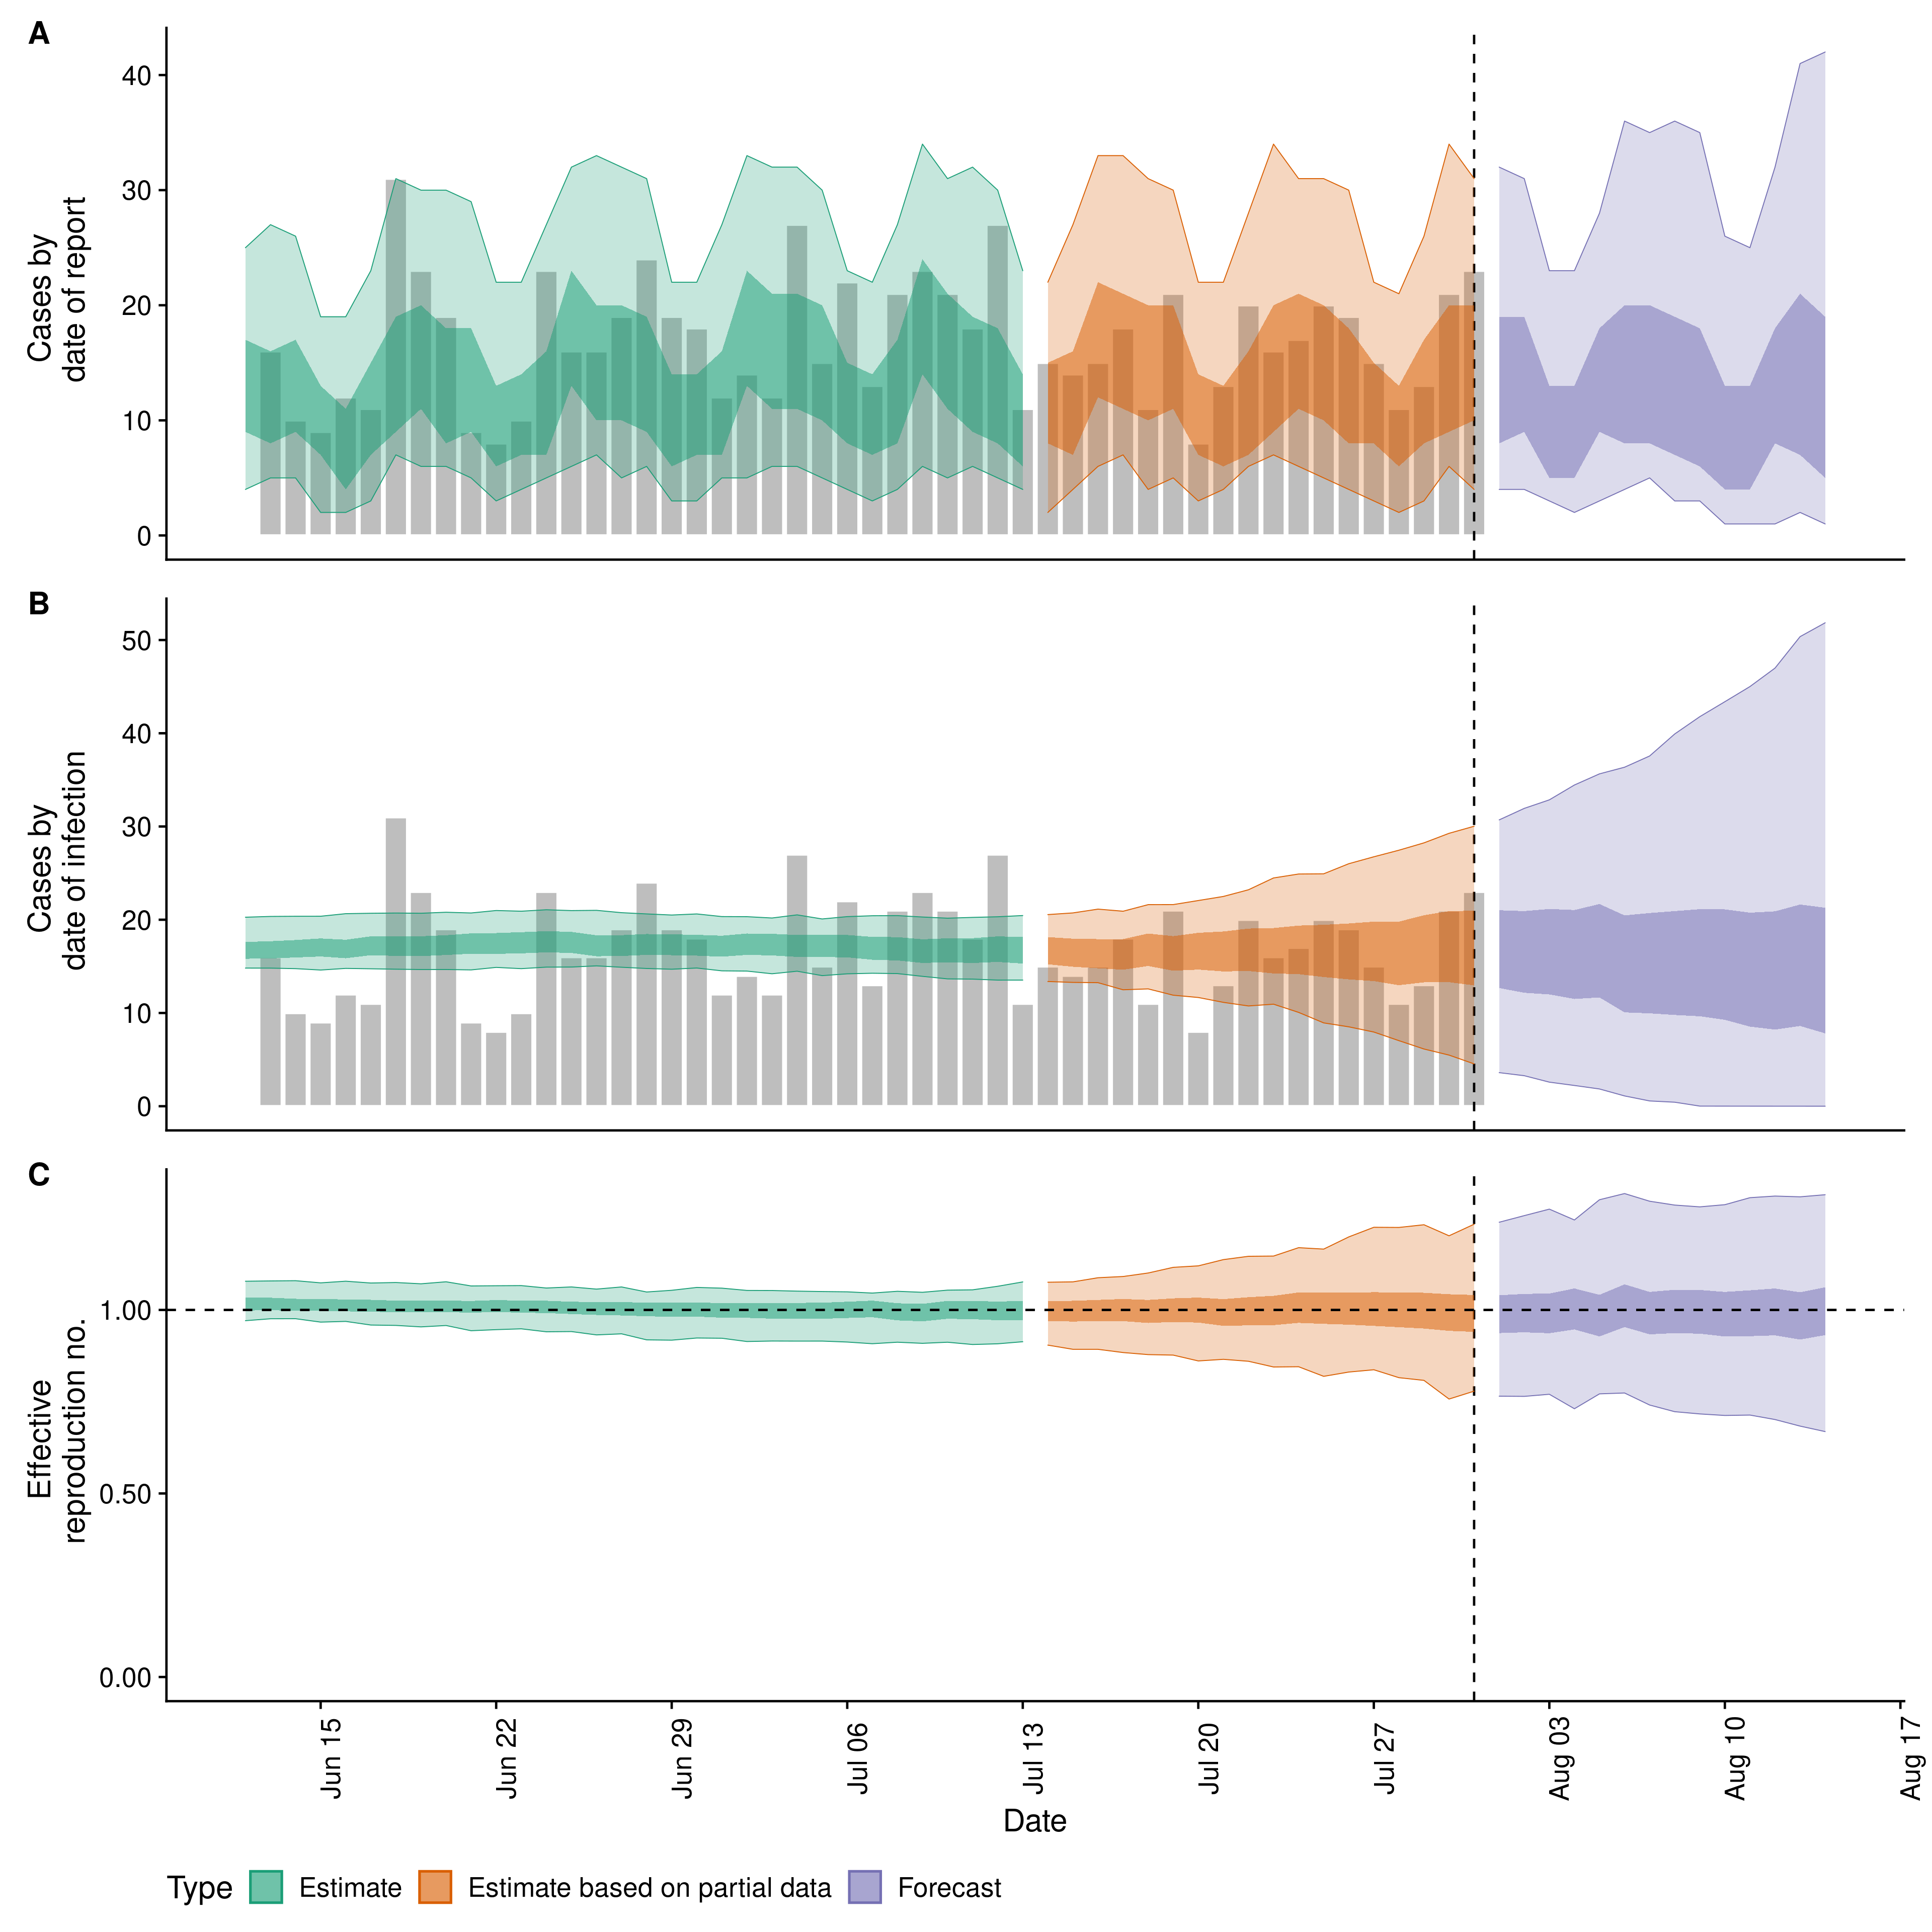 A
40
30
20
10
0
Cases by
date of report
B
50
40
30
20
10
0
Cases by
date of infection
C
1.00
0.50
0.00
Effective
reproduction no.
Jun 15
Jun 22
Jun 29
Jul 06
Jul 13
Jul 20
Jul 27
Aug 03
Aug 10
Aug 17
Date
Type Estimate Estimate based on partial data Forecast